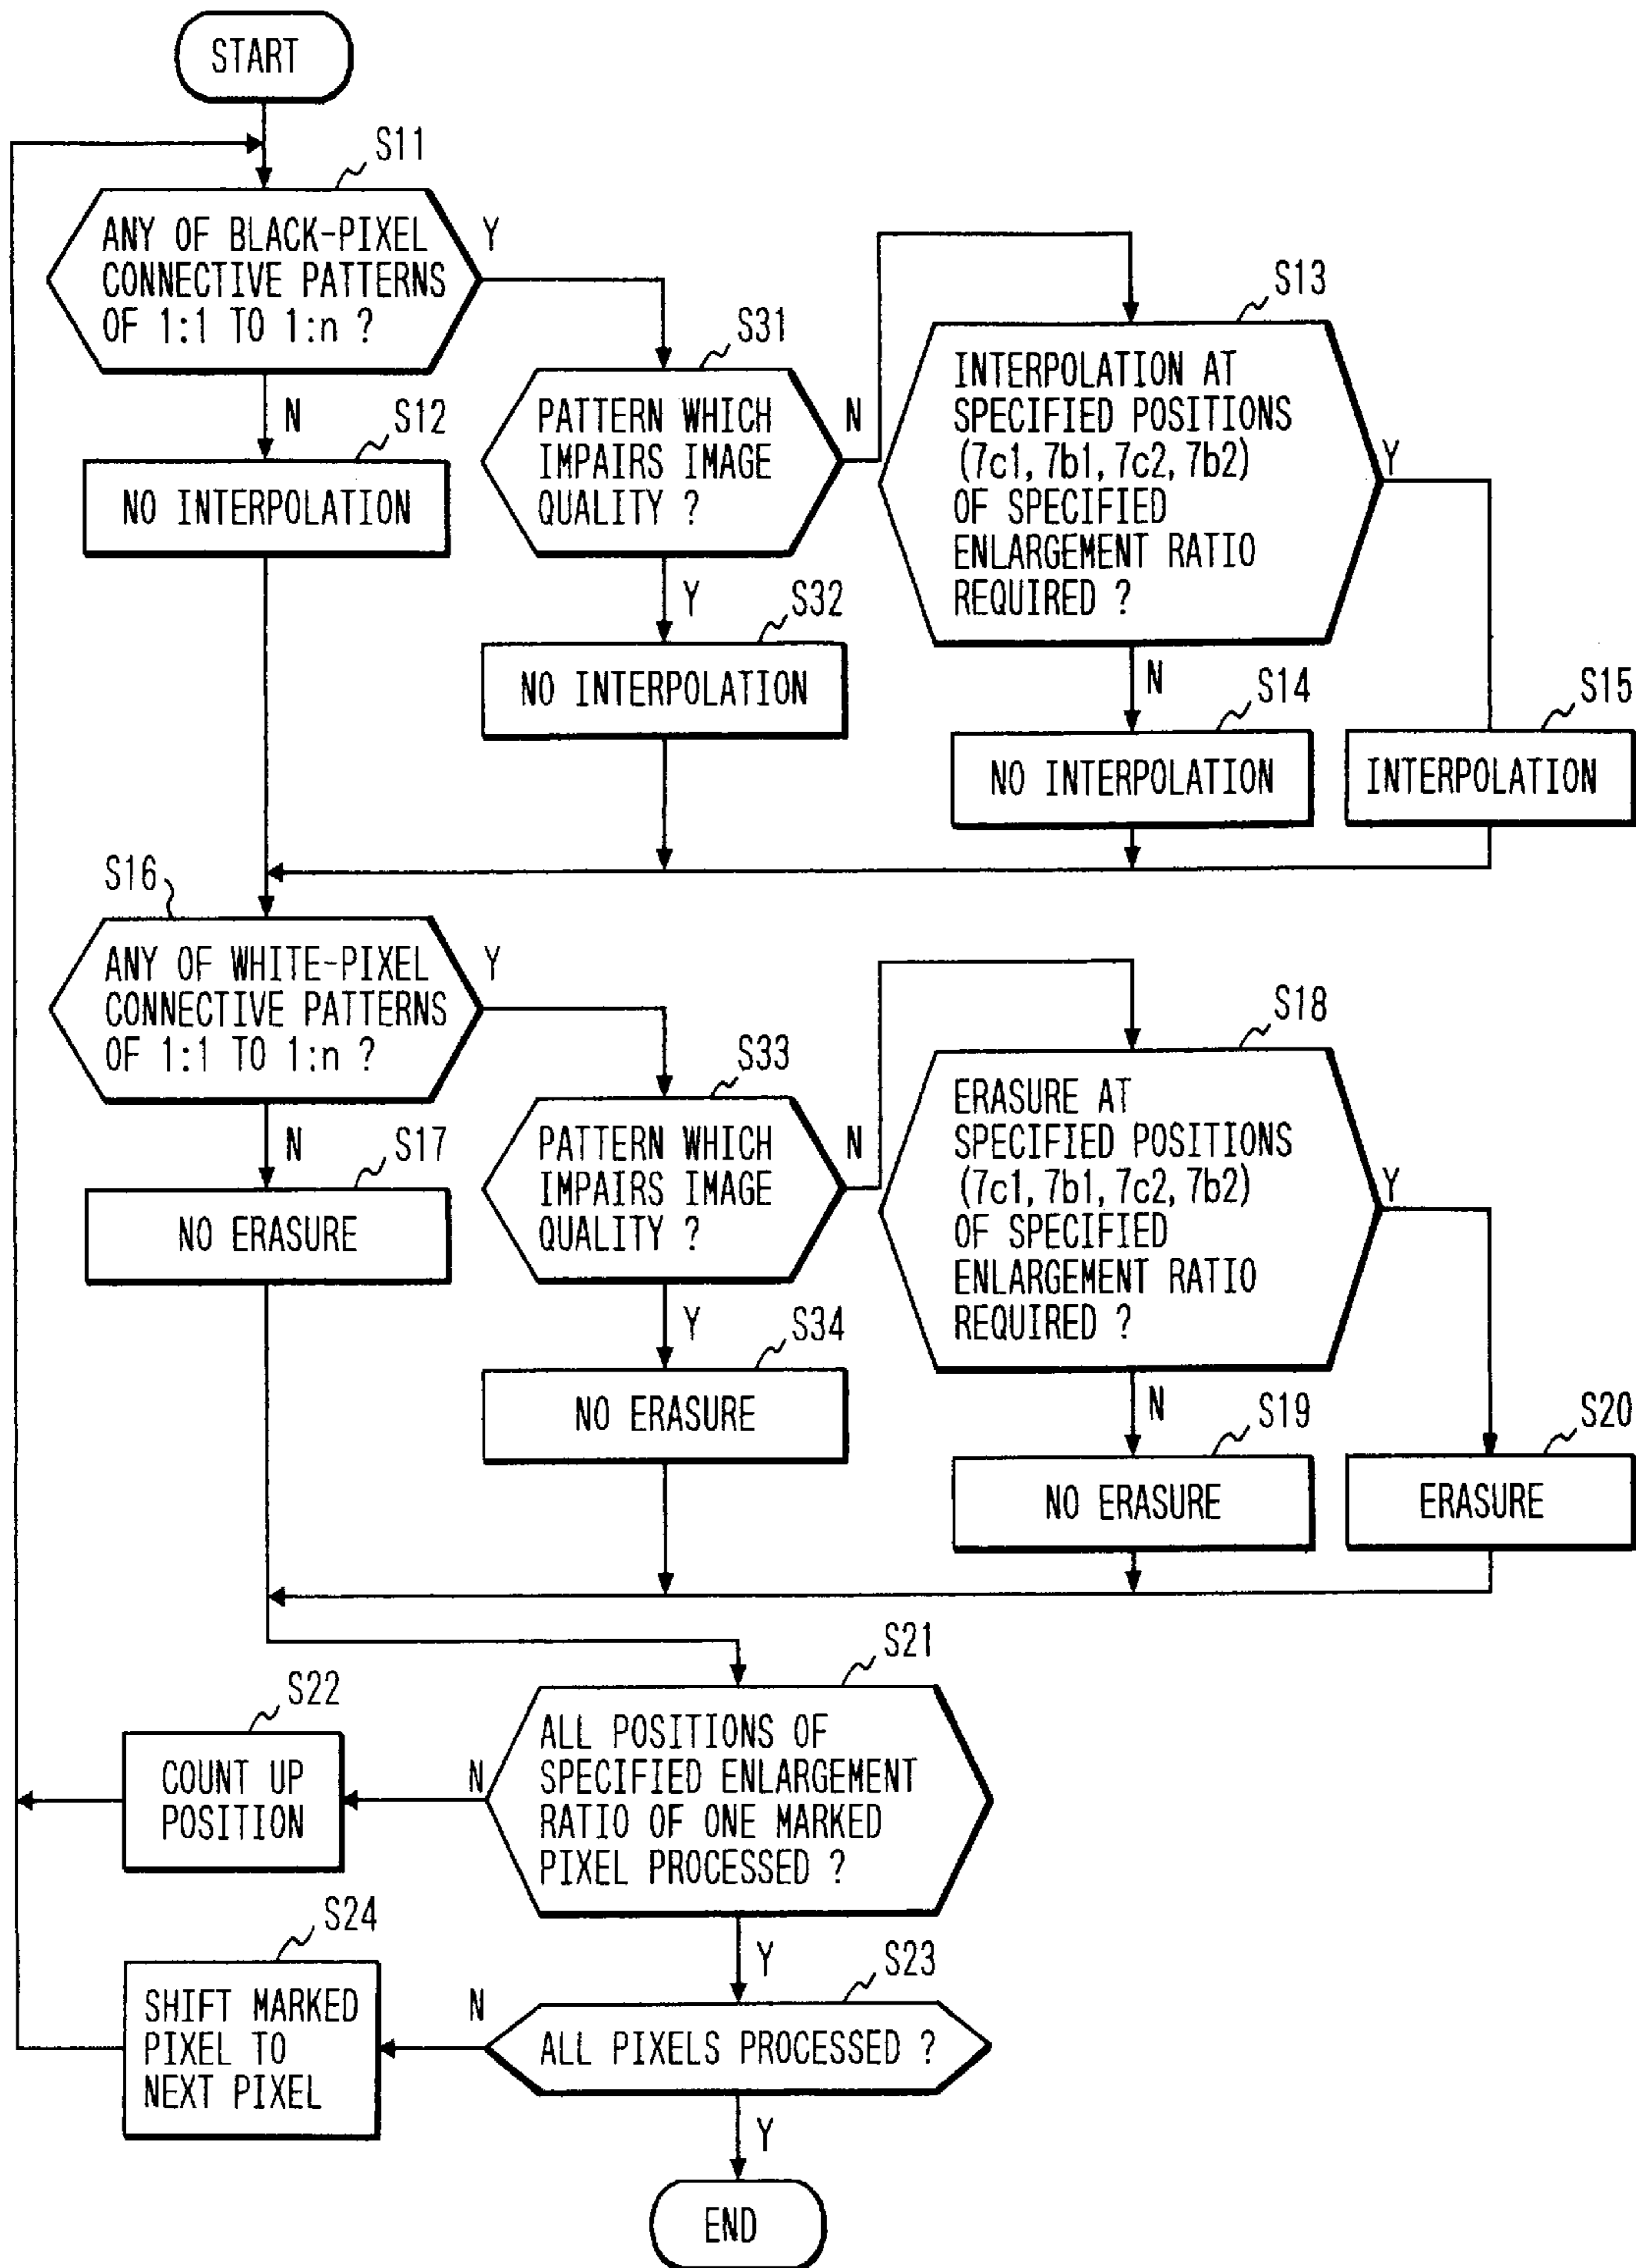 START
S11
ANY OF BLACK-PIXEL
CONNECTIVE PATTERNS
OF 1:1 TO 1:n ?
Y
N
S12
NO INTERPOLATION
S31
PATTERN WHICH
IMPAIRS IMAGE
QUALITY ?
N
Y
S32
NO INTERPOLATION
S13
INTERPOLATION AT
SPECIFIED POSITIONS
(7c1, 7b1, 7c2, 7b2)
OF SPECIFIED
ENLARGEMENT RATIO
REQUIRED ?
Y
N
S14
NO INTERPOLATION
S15
INTERPOLATION
S16
ANY OF WHITE-PIXEL
CONNECTIVE PATTERNS
OF 1:1 TO 1:n ?
Y
N
S17
NO ERASURE
S33
PATTERN WHICH
IMPAIRS IMAGE
QUALITY ?
N
Y
S34
NO ERASURE
S18
ERASURE AT
SPECIFIED POSITIONS
(7c1, 7b1, 7c2, 7b2)
OF SPECIFIED
ENLARGEMENT RATIO
REQUIRED ?
Y
N
S19
NO ERASURE
S20
ERASURE
S21
ALL POSITIONS OF
SPECIFIED ENLARGEMENT
RATIO OF ONE MARKED
PIXEL PROCESSED ?
N
S22
COUNT UP
POSITION
Y
S23
ALL PIXELS PROCESSED ?
N
S24
SHIFT MARKED
PIXEL TO
NEXT PIXEL
Y
END